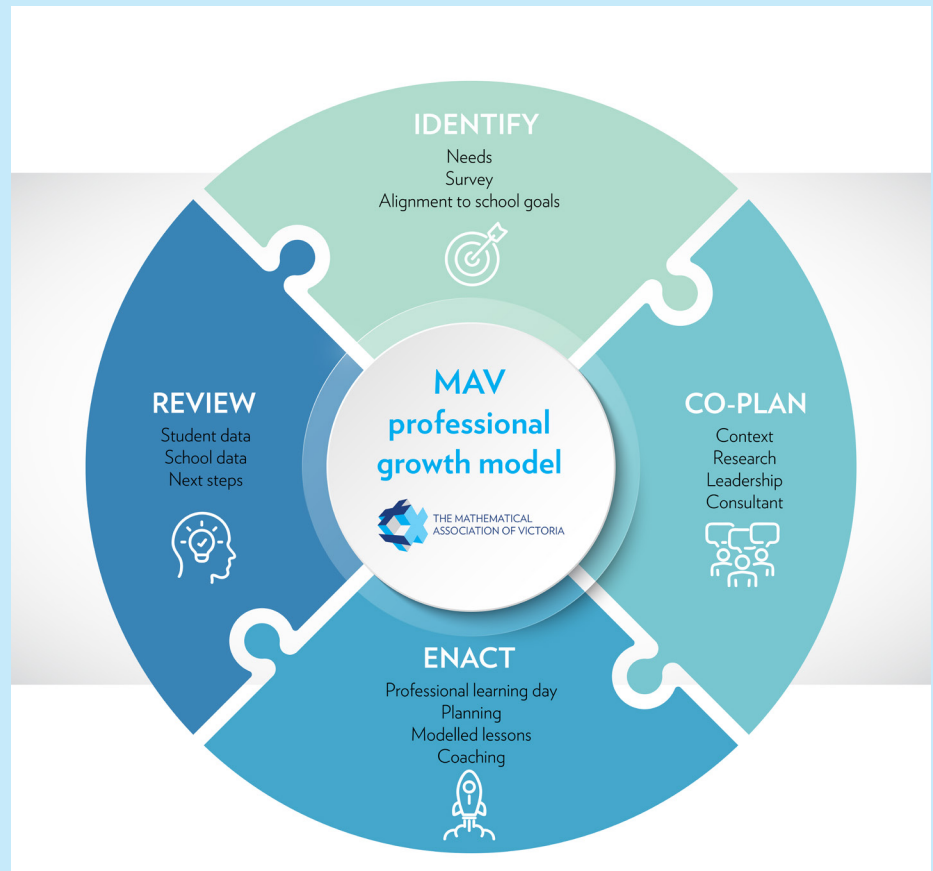 IDENTIFY
Needs
Survey
Alignment to school goals
CO-PLAN
Context
Research
Leadership
Consultant
ENACT
Professional learning day
Planning
Modelled lessons
Coaching
REVIEW
Student data
School data
Next steps
MAV
professional
growth model
THE MATHEMATICAL
ASSOCIATION OF VICTORIA